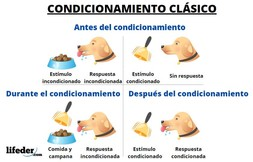 CONDICIONAMIENTO CLÁSICO
Antes del condicionamiento
Estímulo incondicionado
Respuesta incondicionada
Estímulo condicionado
Sin respuesta
Durante el condicionamiento
Después del condicionamiento
Comida y campana
Respuesta incondicionada
Estímulo condicionado
Respuesta condicionado
lifeder.com